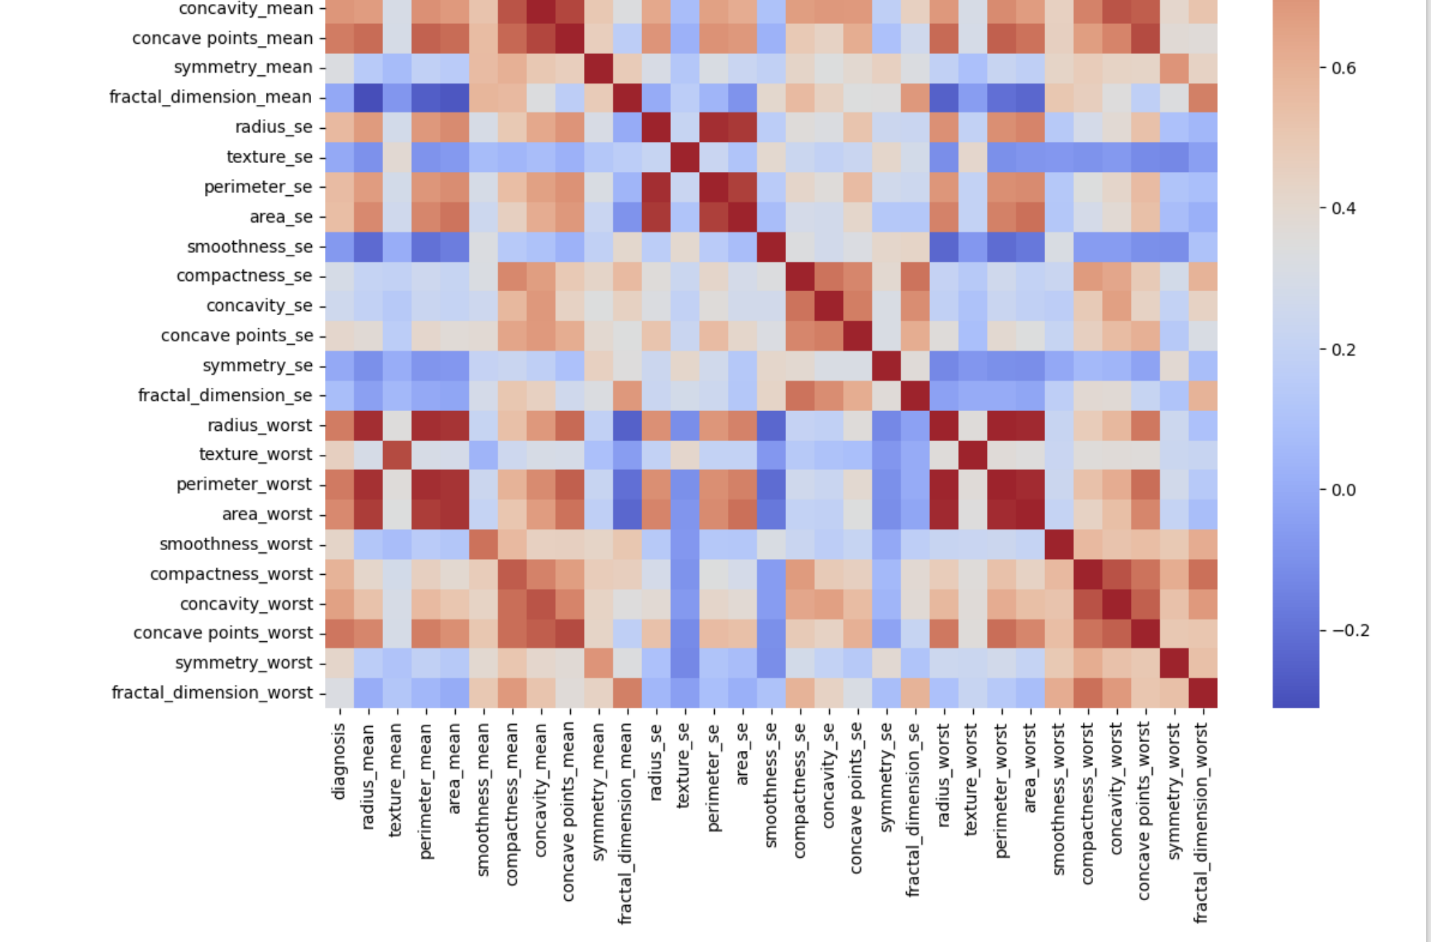 concavity_mean
concave points_mean
symmetry_mean
fractal_dimension_mean
radius_se
texture_se
perimeter_se
area_se
smoothness_se
compactness_se
concavity_se
concave points_se
symmetry_se
fractal_dimension_se
radius_worst
texture_worst
perimeter_worst
area_worst
smoothness_worst
compactness_worst
concavity_worst
concave points_worst
symmetry_worst
fractal_dimension_worst
diagnosis
radius_mean
texture_mean
perimeter_mean
area_mean
smoothness_mean
compactness_mean
concavity_mean
concave points_mean
symmetry_mean
fractal_dimension_mean
radius_se
texture_se
perimeter_se
area_se
smoothness_se
compactness_se
concavity_se
concave points_se
symmetry_se
fractal_dimension_se
radius_worst
texture_worst
perimeter_worst
area_worst
smoothness_worst
compactness_worst
concavity_worst
concave points_worst
symmetry_worst
fractal_dimension_worst
0.6
0.4
0.2
0.0
−0.2